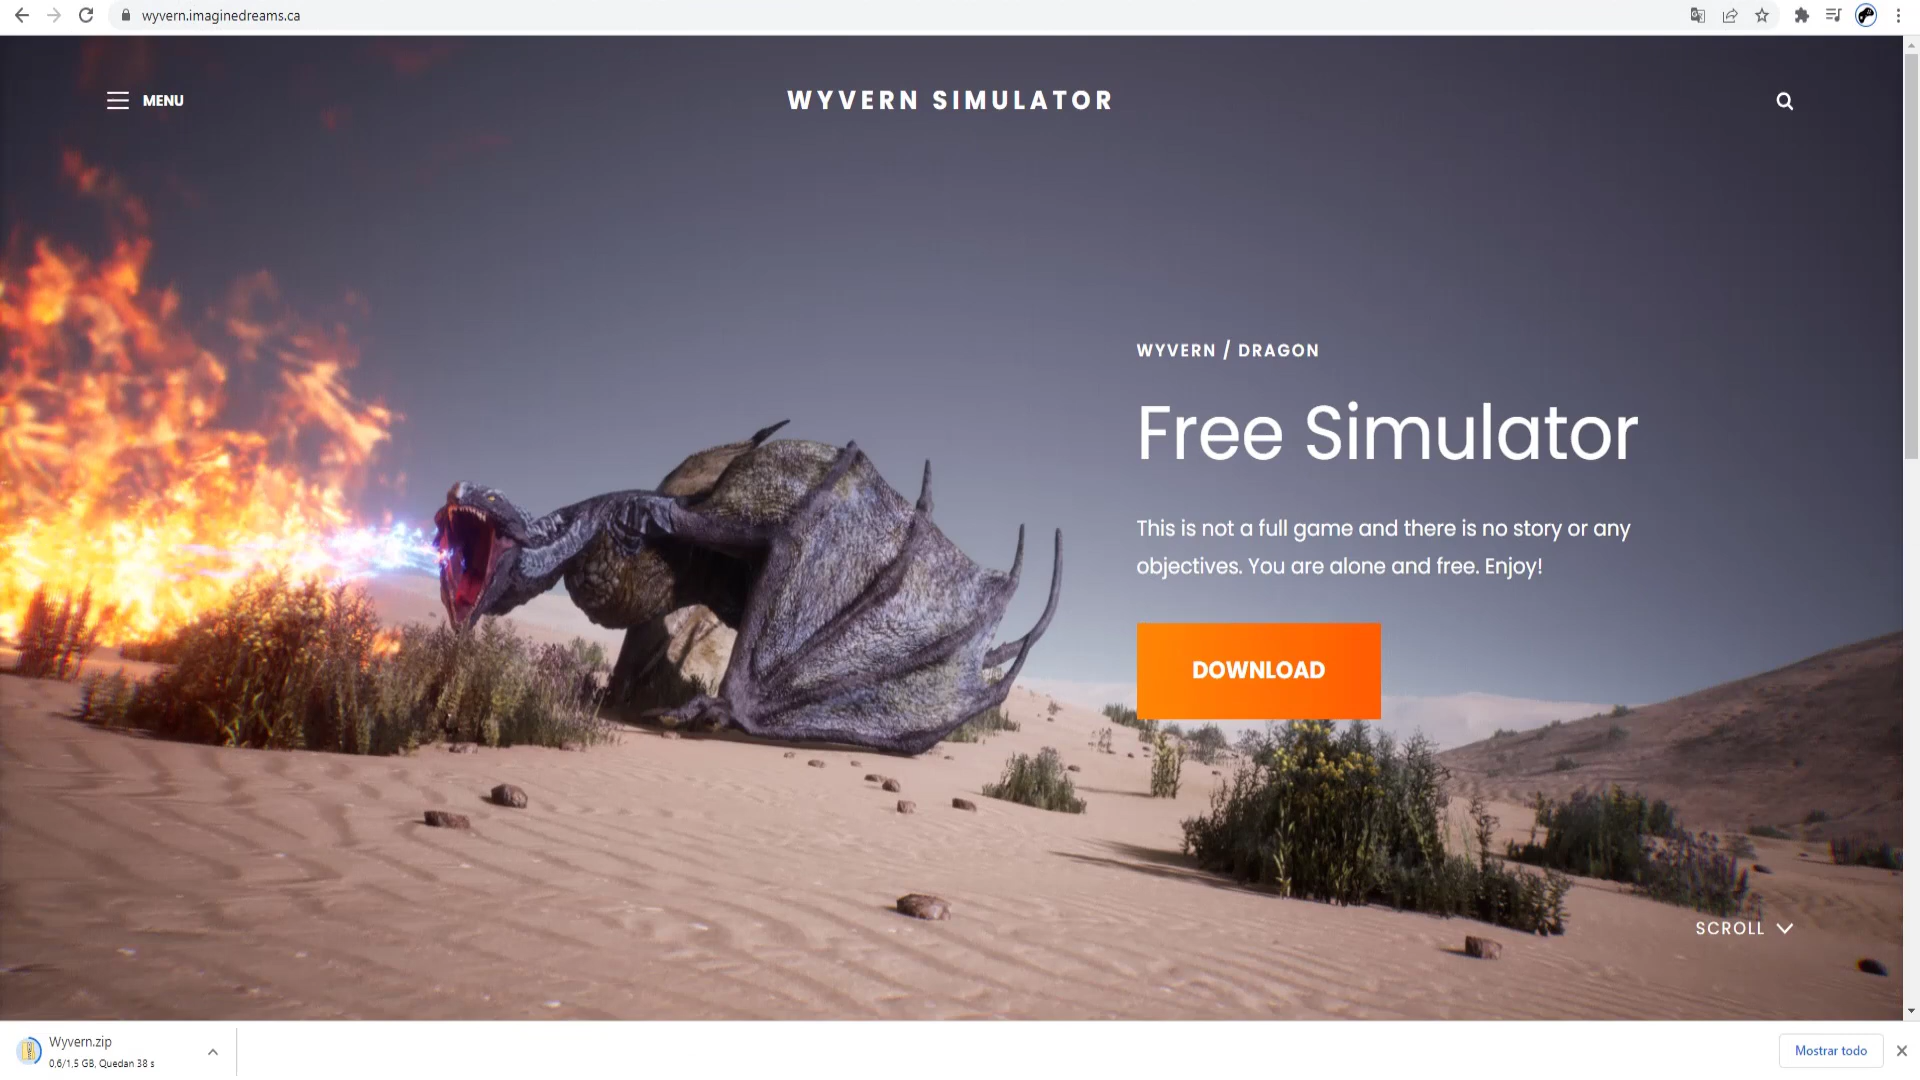 wyvern.imaginedreams.ca
MENU
WYVERN SIMULATOR
WYVERN / DRAGON
Free Simulator
This is not a full game and there is no story or any
objectives. You are alone and free. Enjoy!
DOWNLOAD
SCROLL
Wyvern.zip
0,6/1,5 GB, Quedan 38 s
Mostrar todo